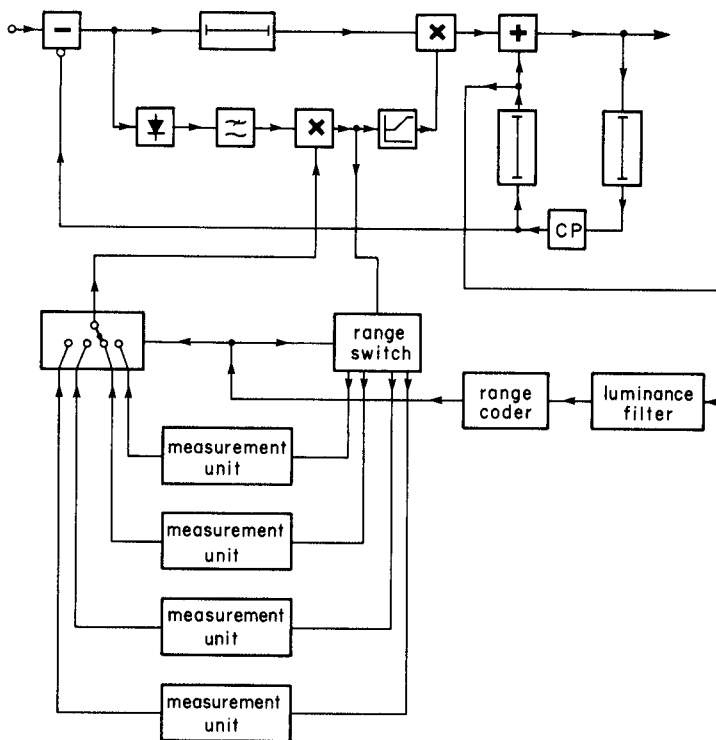 CP
range
switch
range
coder
luminance
filter
measurement
unit
measurement
unit
measurement
unit
measurement
unit